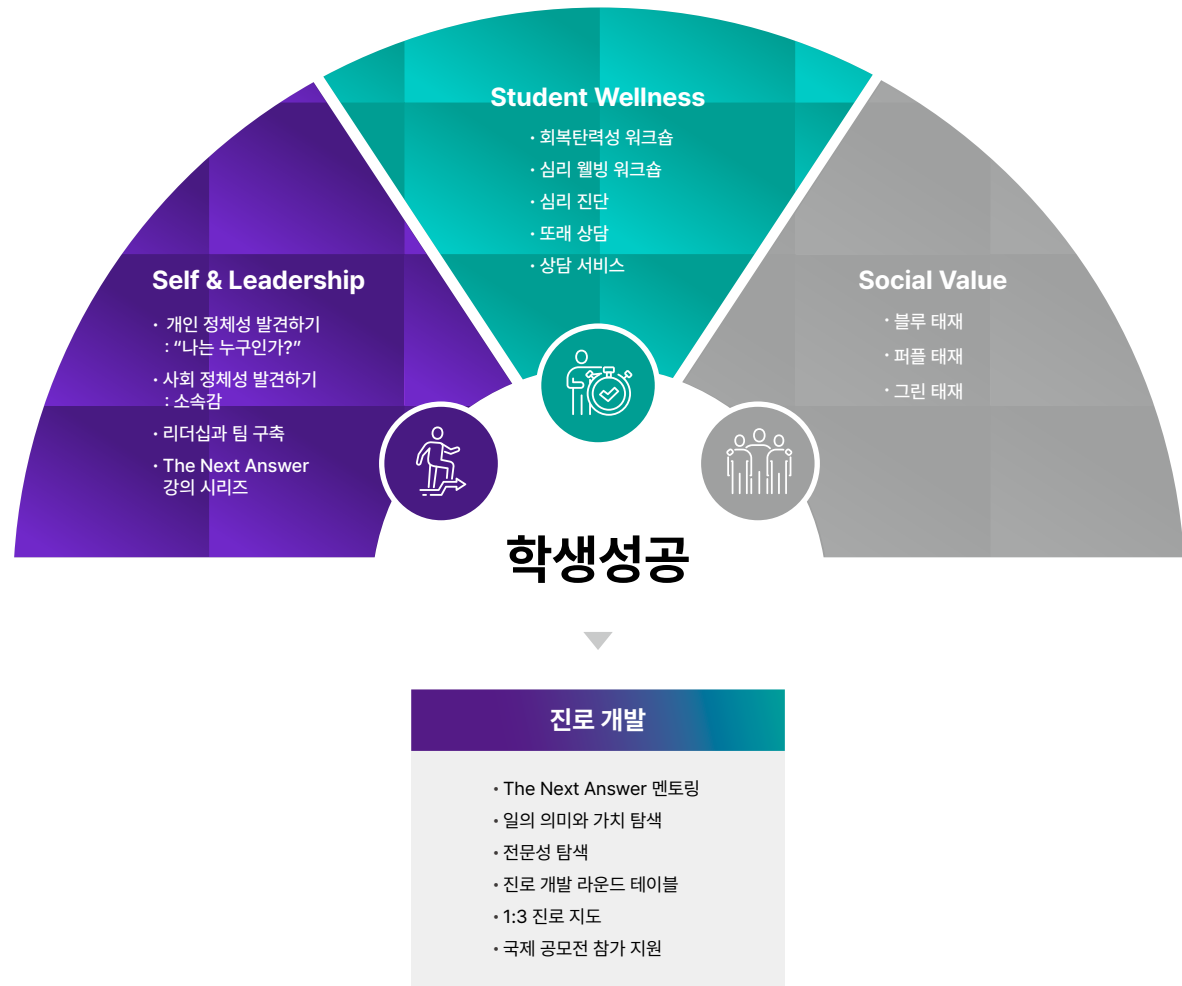 Student Wellness
· 회복탄력성 워크숍
· 심리 웰빙 워크숍
· 심리 진단
· 또래 상담
· 상담 서비스
Self & Leadership
· 개인 정체성 발견하기
: “나는 누구인가?”
· 사회 정체성 발견하기
: 소속감
· 리더십과 팀 구축
· The Next Answer
강의 시리즈
Social Value
· 블루 태재
· 퍼플 태재
· 그린 태재
학생성공
진로 개발
· The Next Answer 멘토링
· 일의 의미와 가치 탐색
· 전문성 탐색
· 진로 개발 라운드 테이블
· 1:3 진로 지도
· 국제 공모전 참가 지원